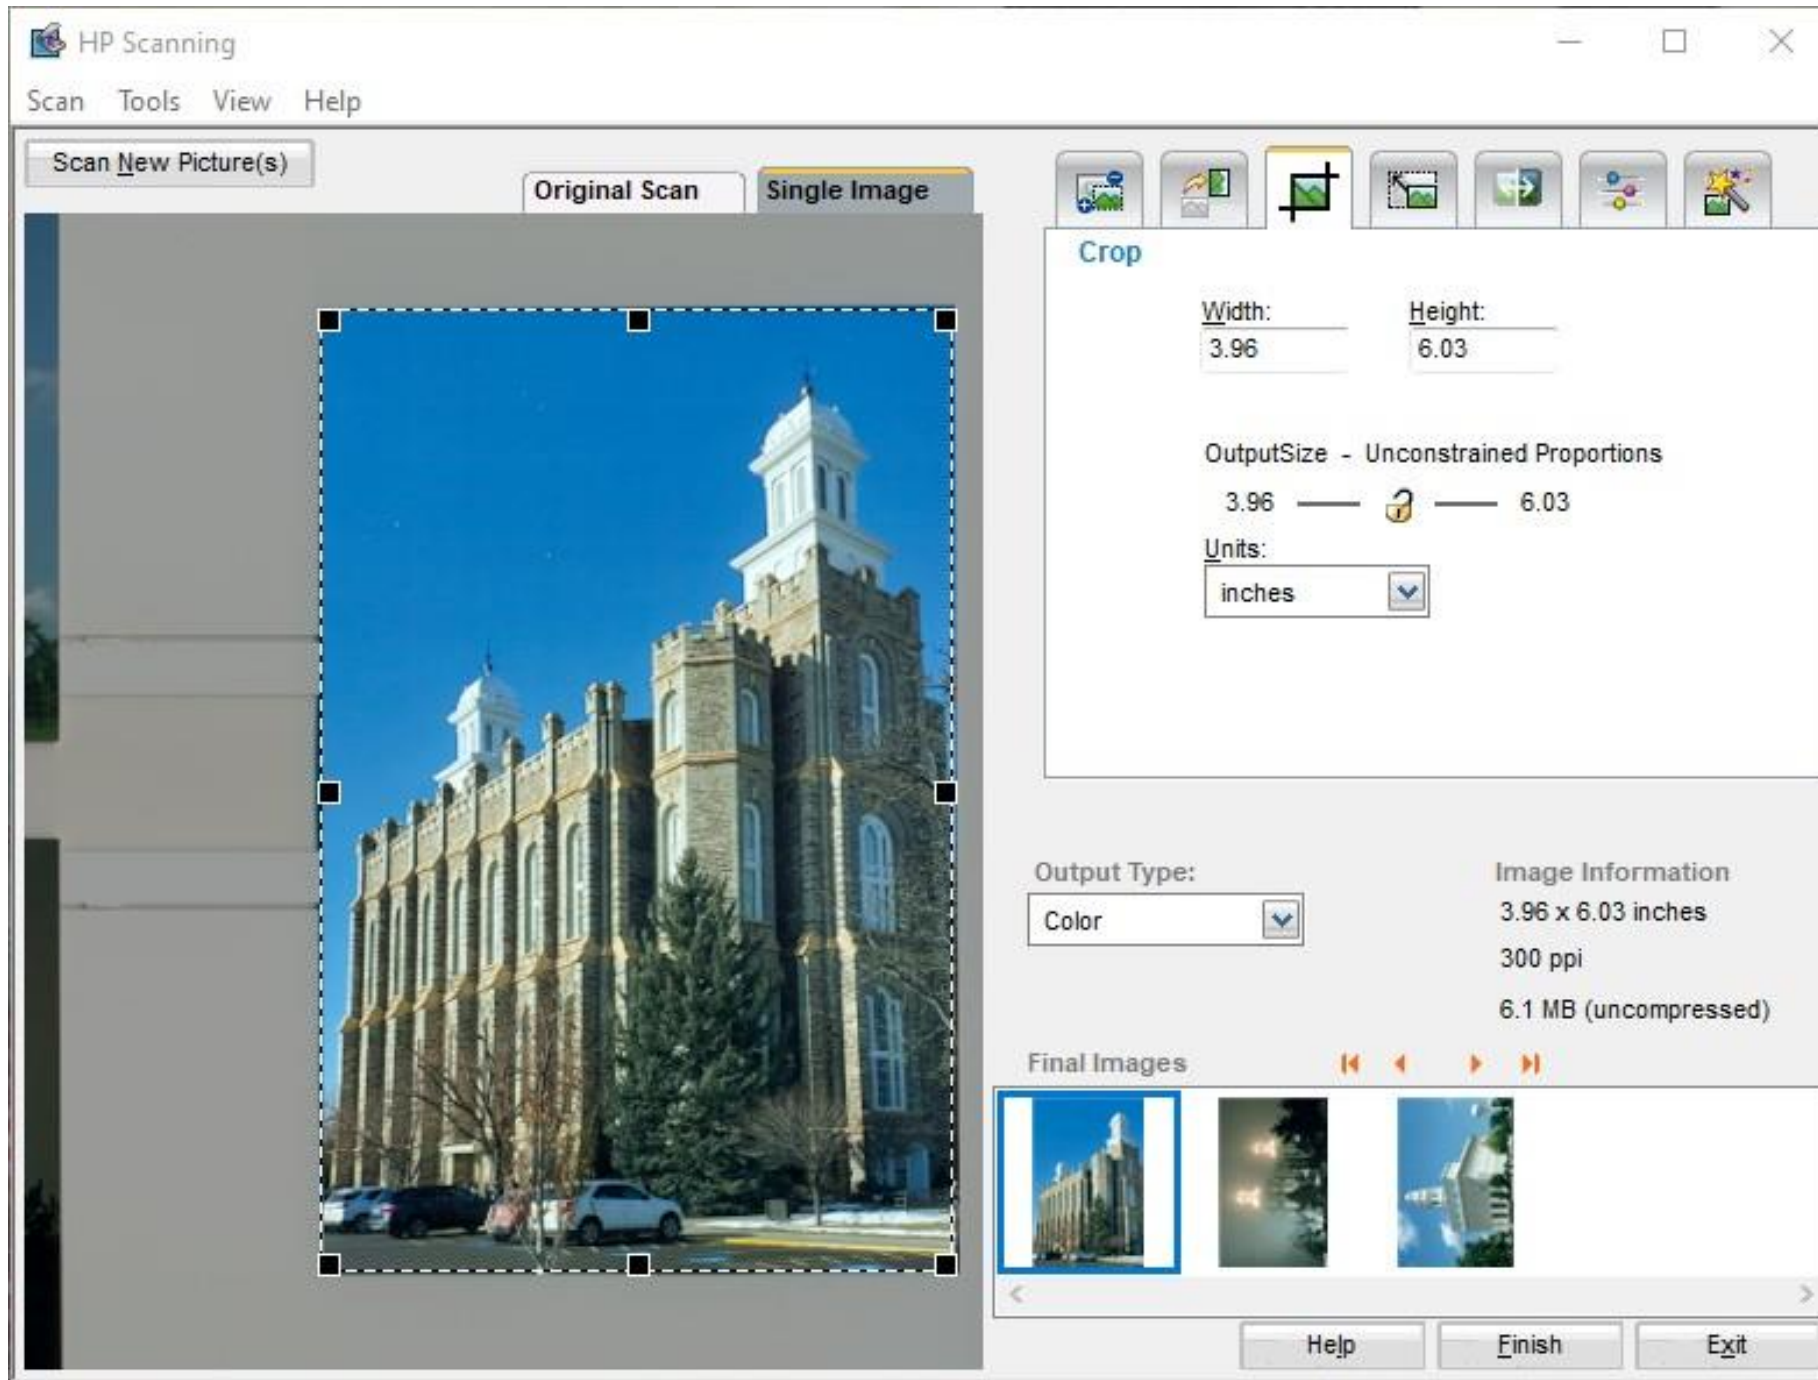 HP Scanning
Scan Tools View Help
Scan New Picture(s)
Original Scan
Single Image
Crop
Width: Height:
3.96 6.03
OutputSize - Unconstrained Proportions
3.96 6.03
Units:
inches
Output Type:
Color
Image Information
3.96 x 6.03 inches
300 ppi
6.1 MB (uncompressed)
Final Images
Help Finish Exit